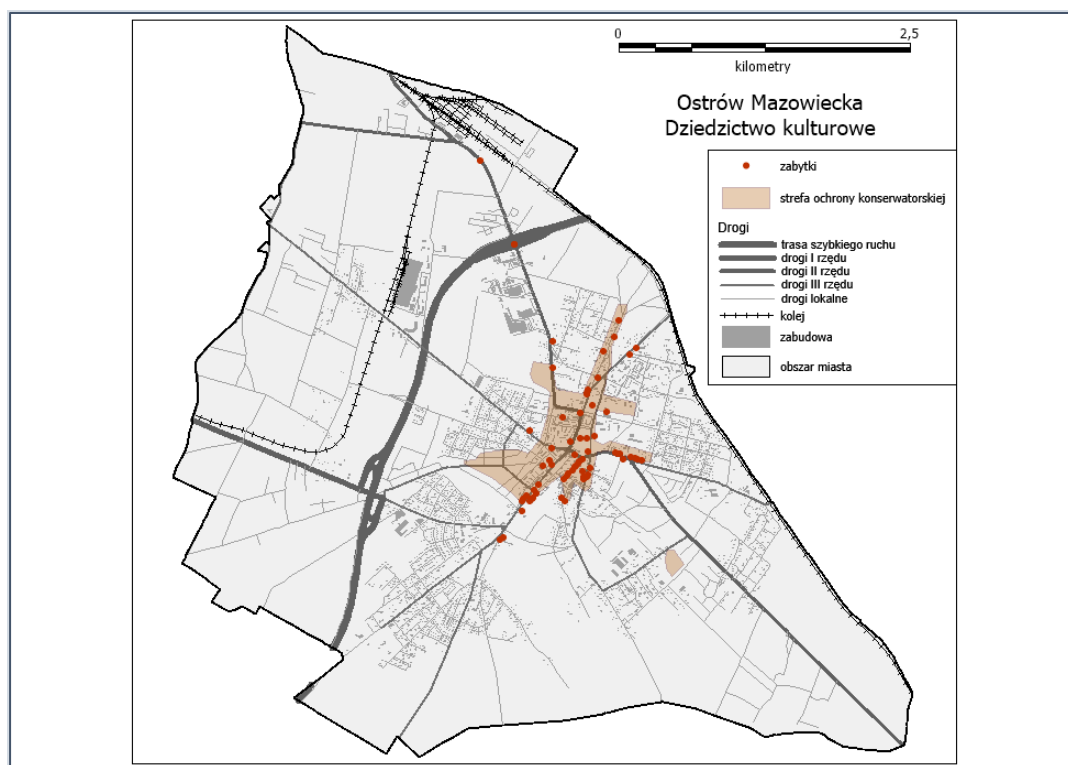 0 2,5
kilometry
Ostrów Mazowiecka
Dziedzictwo kulturowe
zabytki
strefa ochrony konserwatorskiej
Drogi
trasa szybkiego ruchu
drogi I rzędu
drogi II rzędu
drogi III rzędu
drogi lokalne
kolej
zabudowa
obszar miasta